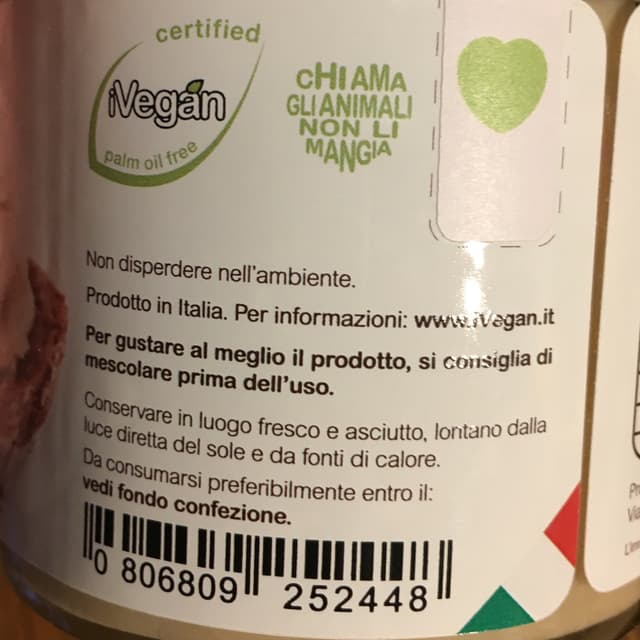 certified
iVegan
palm oil free
CHI AMA
GLI ANIMALI
NON LI
MANGIA
Non disperdere nell'ambiente.
Prodotto in Italia. Per informazioni: www.ivegan.it
Per gustare al meglio il prodotto, si consiglia di
mescolare prima dell'uso.
Conservare in luogo fresco e asciutto, lontano dalla
luce diretta del sole e da fonti di calore.
Da consumarsi preferibilmente entro il:
vedi fondo confezione.
0 806809 252448